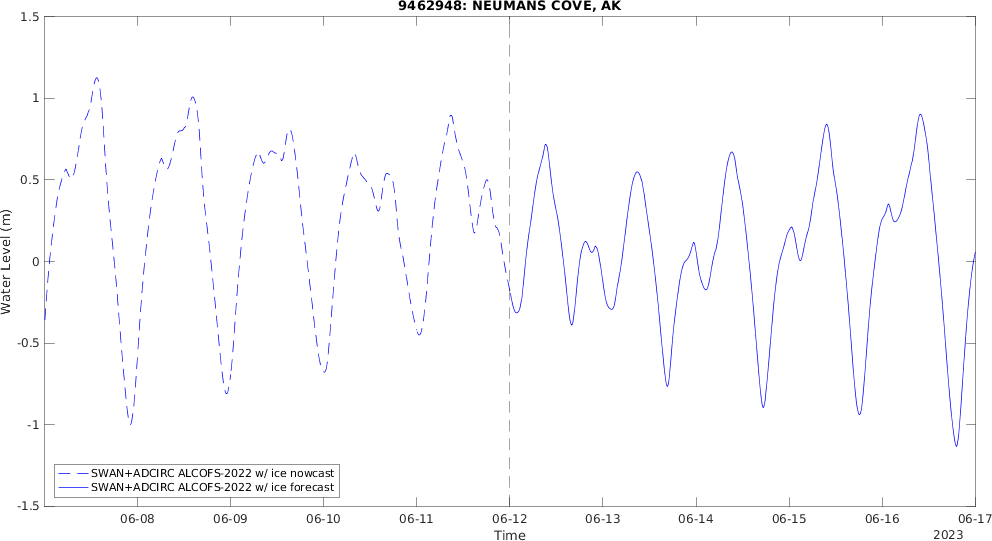 9462948: NEUMANS COVE, AK
1.5
1
0.5
0
-0.5
-1
-1.5
Water Level (m)
SWAN+ADCIRC ALCOFS-2022 w/ ice nowcast
SWAN+ADCIRC ALCOFS-2022 w/ ice forecast
06-08 06-09 06-10 06-11 06-12 06-13 06-14 06-15 06-16 06-17
Time
2023